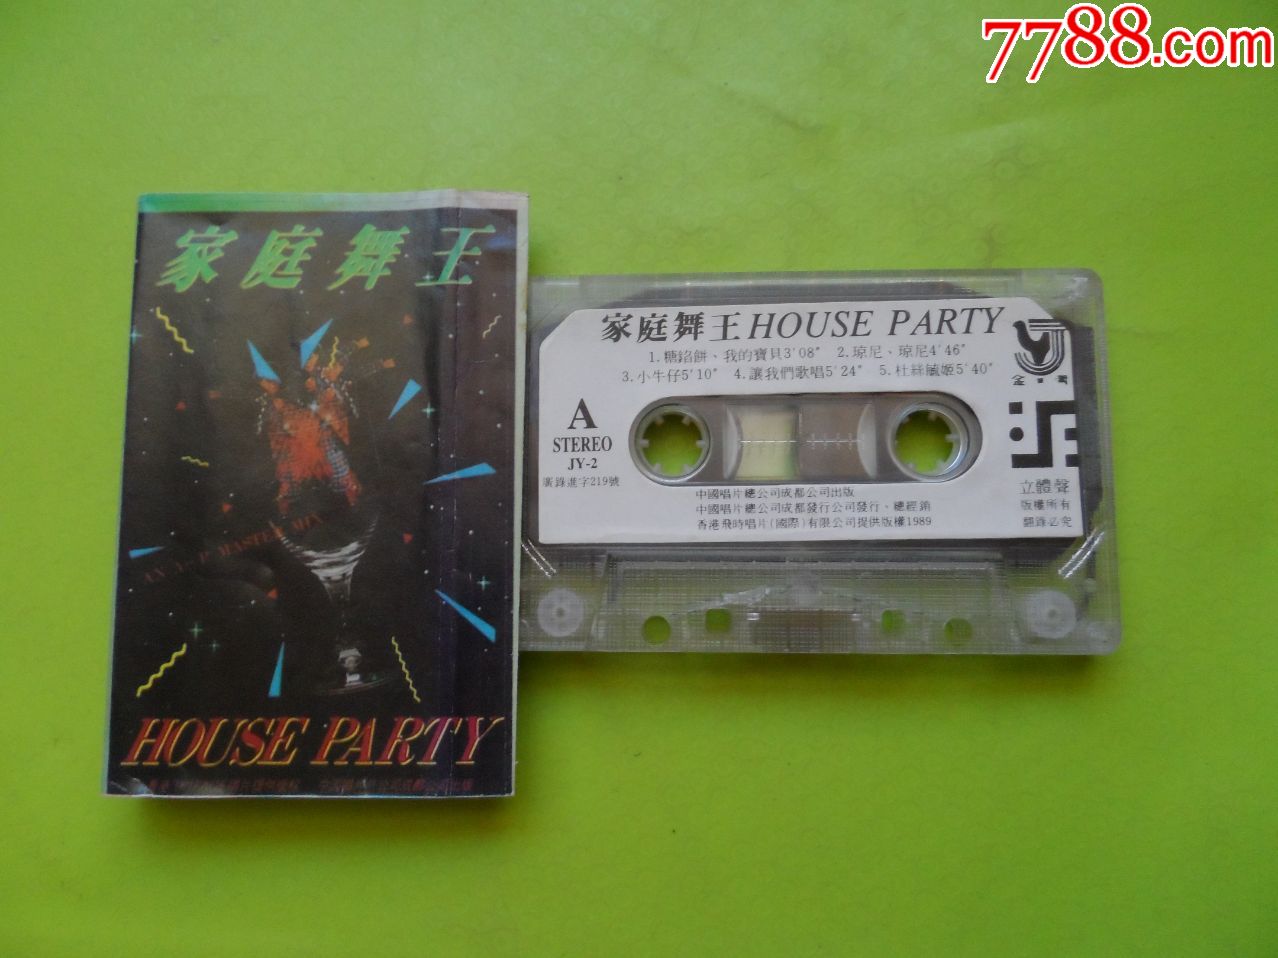 7788.com
家庭舞王
AN
MASTER MIX
HOUSE PARTY
家庭舞王HOUSE PARTY
1.糖鉻餅、我的寶貝3'08" 2.琼尼、琼尼4'46"
3.小牛仔5'10" 4.讓我們歌唱5'24" 5.杜絲毓姬5'40"
A
STEREO
JY-2
廣錄進字219號
中國唱片總公司成都公司出版
中國唱片總公司成都發行公司發行、總經銷
香港飛時唱片(國際)有限公司提供版權1989
立體聲
版權所有
翻錄必究